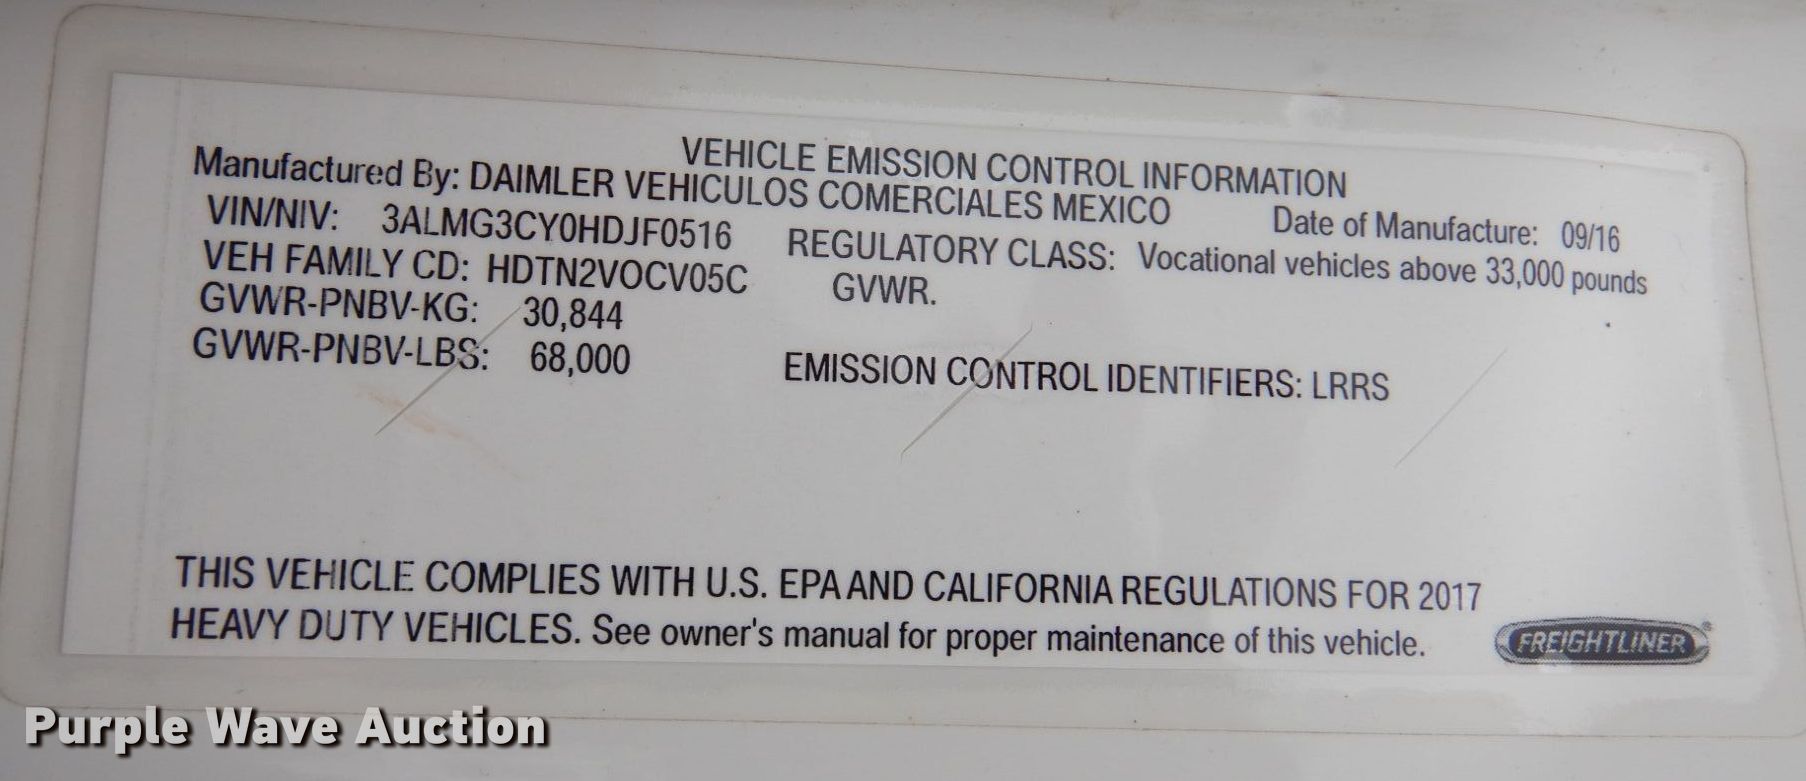 VEHICLE EMISSION CONTROL INFORMATION
Manufactured By: DAIMLER VEHICULOS COMERCIALES MEXICO
Date of Manufacture: 09/16
VIN/NIV: 3ALMG3CY0HDJF0516
REGULATORY CLASS: Vocational vehicles above 33,000 pounds
GVWR.
VEH FAMILY CD: HDTN2VOCV05C
GVWR-PNBV-KG: 30,844
GVWR-PNBV-LBS: 68,000
EMISSION CONTROL IDENTIFIERS: LRRS
THIS VEHICLE COMPLIES WITH U.S. EPA AND CALIFORNIA REGULATIONS FOR 2017
HEAVY DUTY VEHICLES. See owner's manual for proper maintenance of this vehicle.
FREIGHTLINER®
Purple Wave Auction